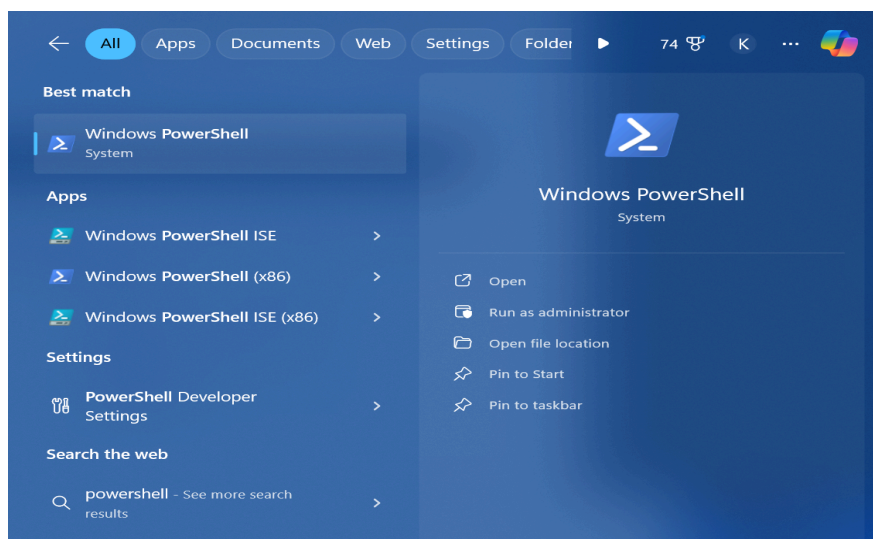 All Apps Documents Web Settings Folder 74 K ...
Best match
Windows PowerShell
System
Apps
Windows PowerShell ISE
Windows PowerShell (x86)
Windows PowerShell ISE (x86)
Settings
PowerShell Developer
Settings
Search the web
powershell - See more search
results
Windows PowerShell
System
Open
Run as administrator
Open file location
Pin to Start
Pin to taskbar